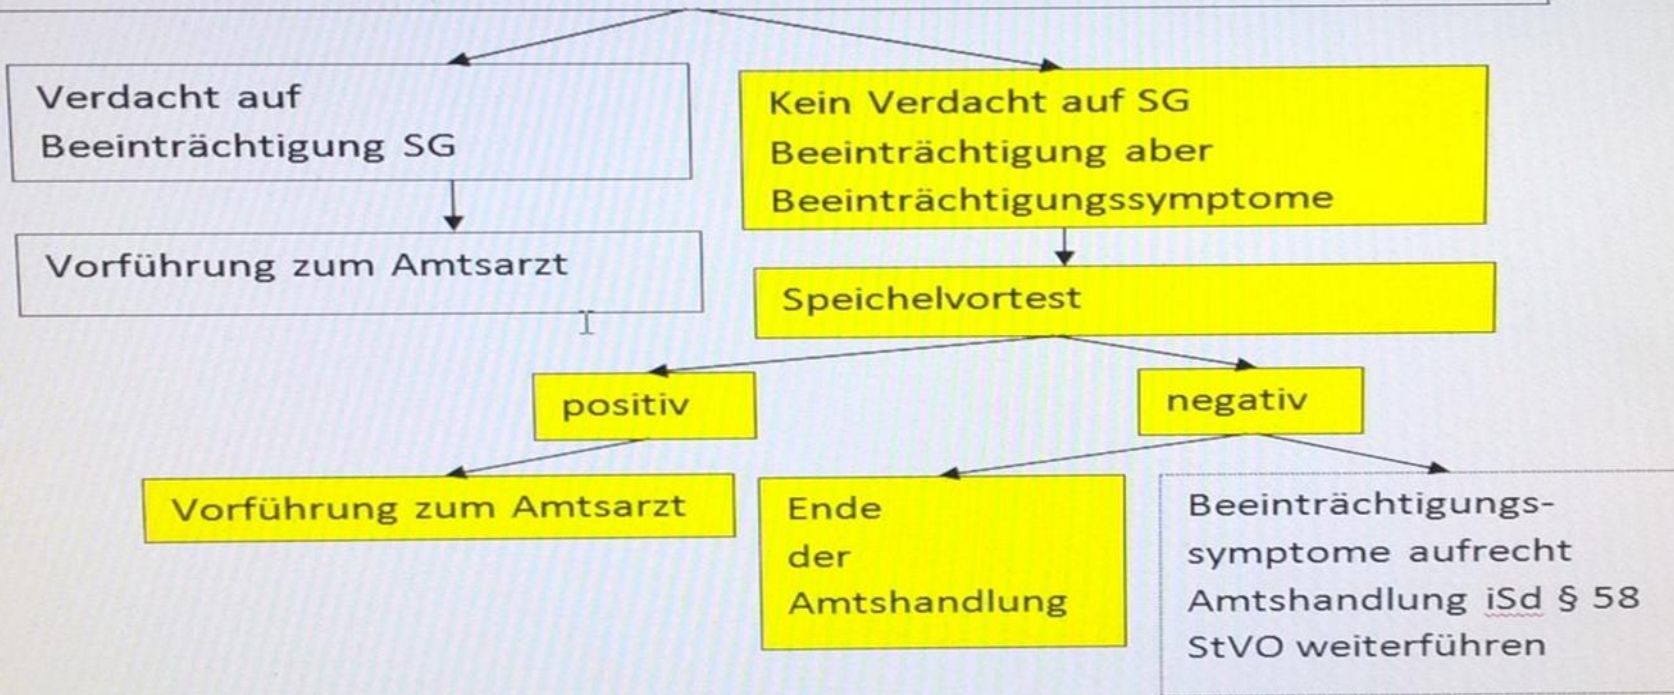 Verdacht auf
Beeinträchtigung SG
Kein Verdacht auf SG
Beeinträchtigung aber
Beeinträchtigungssymptome
Vorführung zum Amtsarzt
Speichelvortest
positiv
negativ
Vorführung zum Amtsarzt
Ende
der
Amtshandlung
Beeinträchtigungs-
symptome aufrecht
Amtshandlung iSd § 58
StVO weiterführen